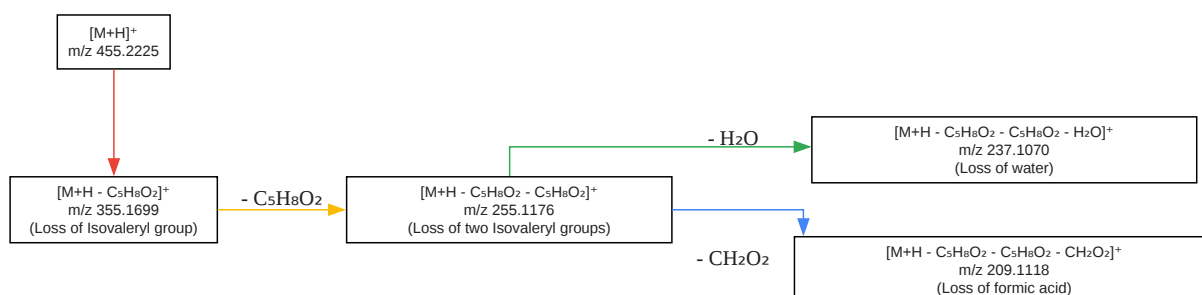 [M+H]⁺
m/z 455.2225
- H₂O
[M+H - C₅H₈O₂ - C₅H₈O₂ - H₂O]⁺
m/z 237.1070
(Loss of water)
[M+H - C₅H₈O₂]⁺
m/z 355.1699
(Loss of Isovaleryl group)
- C₅H₈O₂
[M+H - C₅H₈O₂ - C₅H₈O₂]⁺
m/z 255.1176
(Loss of two Isovaleryl groups)
- CH₂O₂
[M+H - C₅H₈O₂ - C₅H₈O₂ - CH₂O₂]⁺
m/z 209.1118
(Loss of formic acid)